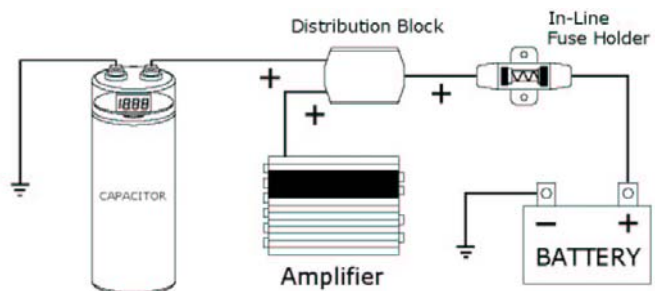 Distribution Block
In-Line
Fuse Holder
+
+
+
1888
CAPACITOR
Amplifier
− +
BATTERY